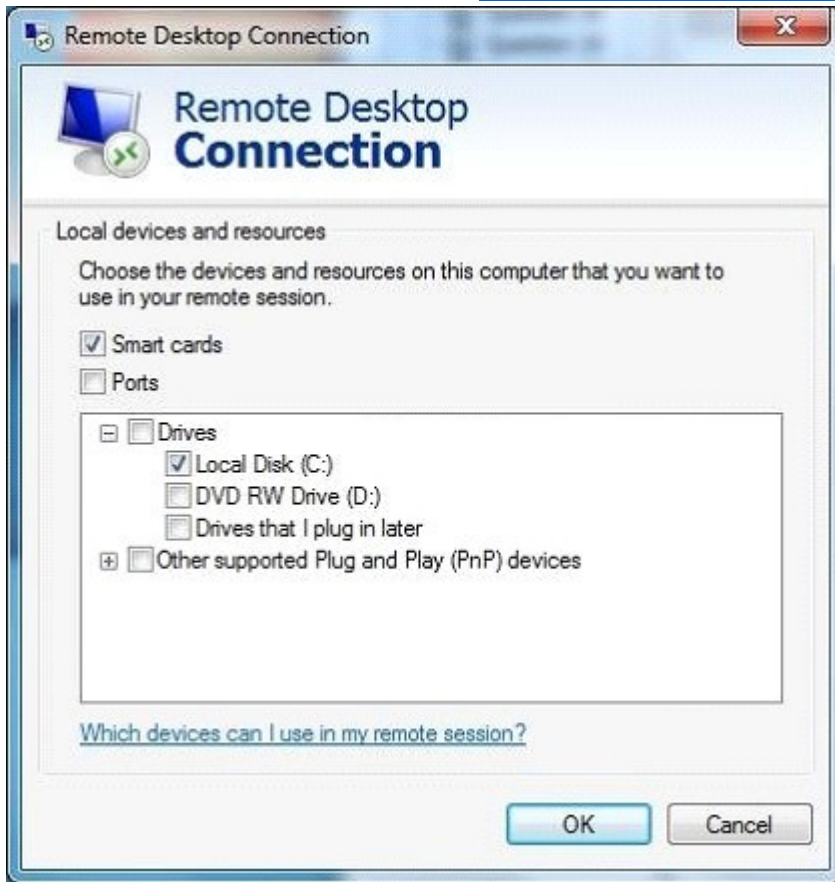 Remote Desktop Connection
Remote Desktop
Connection
Local devices and resources
Choose the devices and resources on this computer that you want to
use in your remote session.
Smart cards
Ports
Drives
Local Disk (C:)
DVD RW Drive (D:)
Drives that I plug in later
Other supported Plug and Play (PnP) devices
Which devices can I use in my remote session?
OK
Cancel